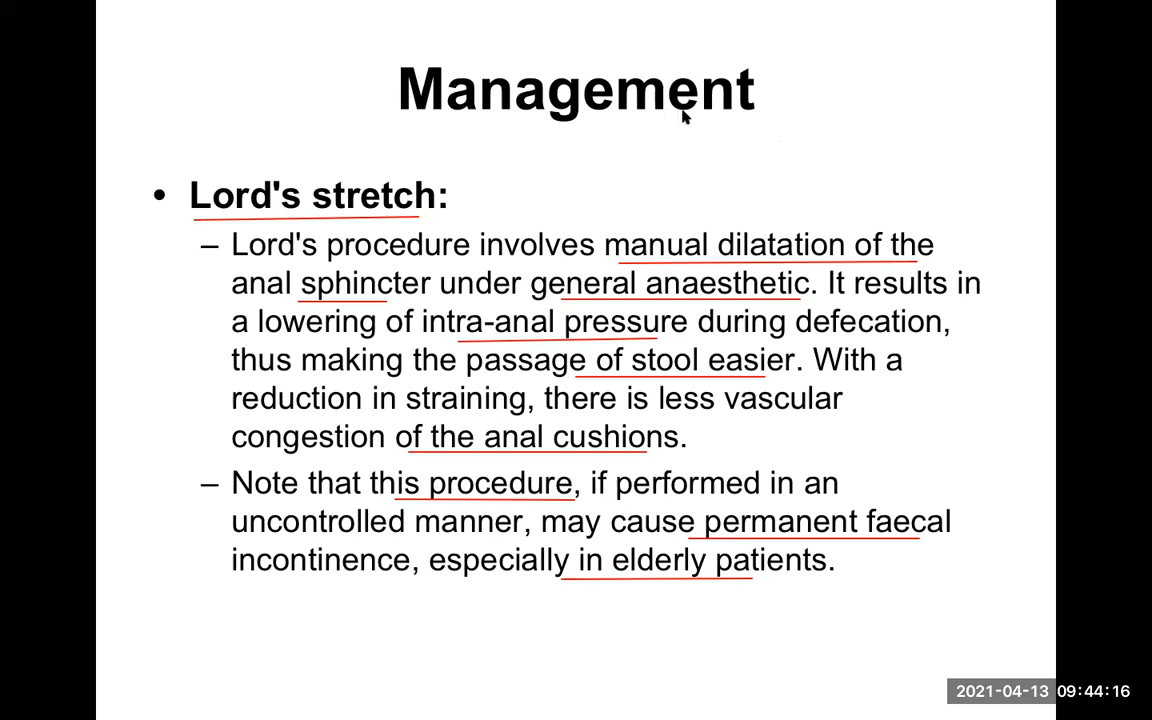 Management
• Lord's stretch:
– Lord's procedure involves manual dilatation of the
anal sphincter under general anaesthetic. It results in
a lowering of intra-anal pressure during defecation,
thus making the passage of stool easier. With a
reduction in straining, there is less vascular
congestion of the anal cushions.
– Note that this procedure, if performed in an
uncontrolled manner, may cause permanent faecal
incontinence, especially in elderly patients.
2021-04-13 09:44:16